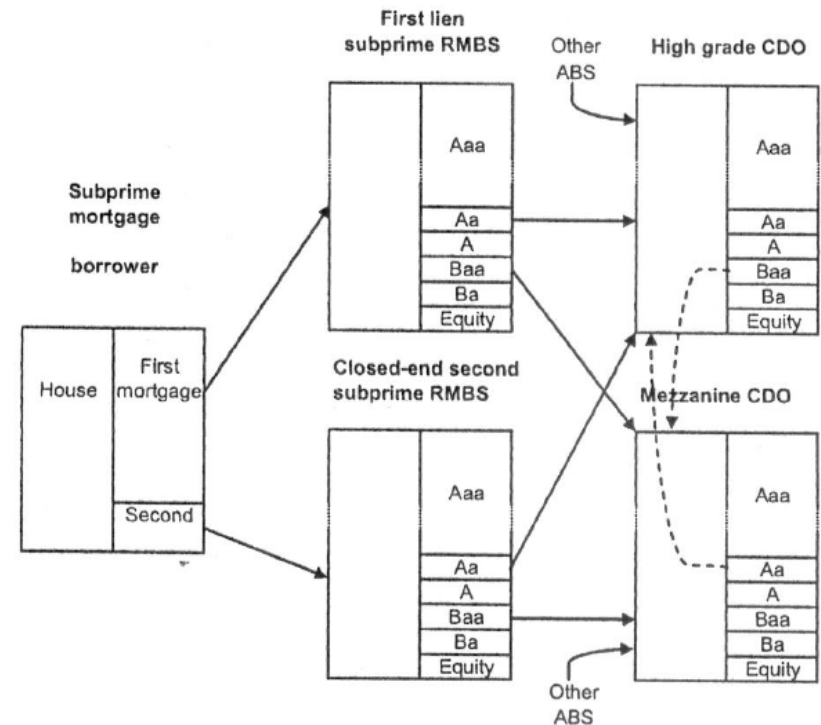 First lien
subprime RMBS
Other
ABS
High grade CDO
Aaa
Aa
A
Baa
Ba
Equity
Aaa
Aa
A
Baa
Ba
Equity
Subprime
mortgage
borrower
House
First
mortgage
Second
Closed-end second
subprime RMBS
Mezzanine CDO
Aaa
Aa
A
Baa
Ba
Equity
Aaa
Aa
A
Baa
Ba
Equity
Other
ABS